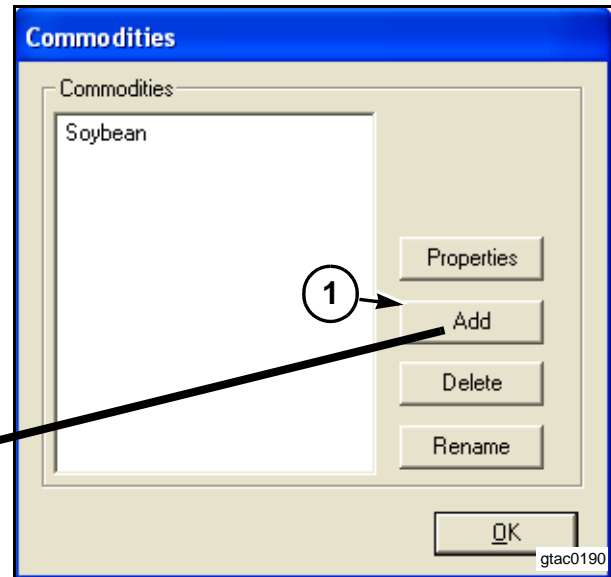 Commodities
Commodities
Soybean
Properties
1
Add
Delete
Rename
OK
gtac0190